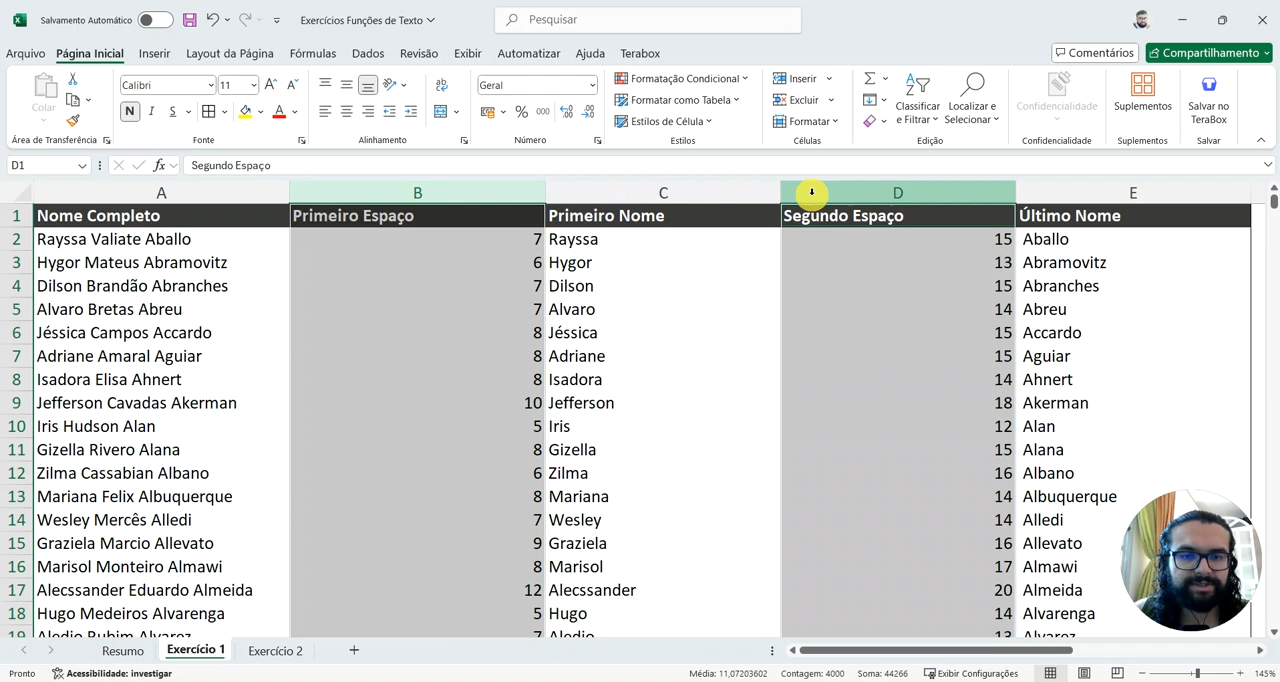 Salvamento Automático
Exercícios Funções de Texto
Pesquisar
Arquivo Página Inicial Inserir Layout da Página Fórmulas Dados Revisão Exibir Automatizar Ajuda Terabox
Comentários Compartilhamento
Colar
Calibri 11
N I S A
Geral
% 000
Formatação Condicional
Formatar como Tabela
Estilos de Célula
Inserir
Excluir
Formatar
Classificar e Filtrar
Localizar e Selecionar
Confidencialidade
Suplementos
Salvar no TeraBox
Área de Transferência Fonte Alinhamento Número Estilos Células Edição Confidencialidade Suplementos Salvar
D1 fx Segundo Espaço
A B C D E
1 Nome Completo Primeiro Espaço Primeiro Nome Segundo Espaço Último Nome
2 Rayssa Valiate Aballo 7 Rayssa 15 Aballo
3 Hygor Mateus Abramovitz 6 Hygor 13 Abramovitz
4 Dilson Brandão Abranches 7 Dilson 15 Abranches
5 Alvaro Bretas Abreu 7 Alvaro 14 Abreu
6 Jéssica Campos Accardo 8 Jéssica 15 Accardo
7 Adriane Amaral Aguiar 8 Adriane 15 Aguiar
8 Isadora Elisa Ahnert 8 Isadora 14 Ahnert
9 Jefferson Cavadas Akerman 10 Jefferson 18 Akerman
10 Iris Hudson Alan 5 Iris 12 Alan
11 Gizella Rivero Alana 8 Gizella 15 Alana
12 Zilma Cassabian Albano 6 Zilma 16 Albano
13 Mariana Felix Albuquerque 8 Mariana 14 Albuquerque
14 Wesley Mercês Alledi 7 Wesley 14 Alledi
15 Graziela Marcio Allevato 9 Graziela 16 Allevato
16 Marisol Monteiro Almawi 8 Marisol 17 Almawi
17 Alecssander Eduardo Almeida 12 Alecssander 20 Almeida
18 Hugo Medeiros Alvarenga 5 Hugo 14 Alvarenga
Resumo Exercício 1 Exercício 2
Pronto Acessibilidade: investigar Média: 11,07203602 Contagem: 4000 Soma: 44266 Exibir Configurações 145%